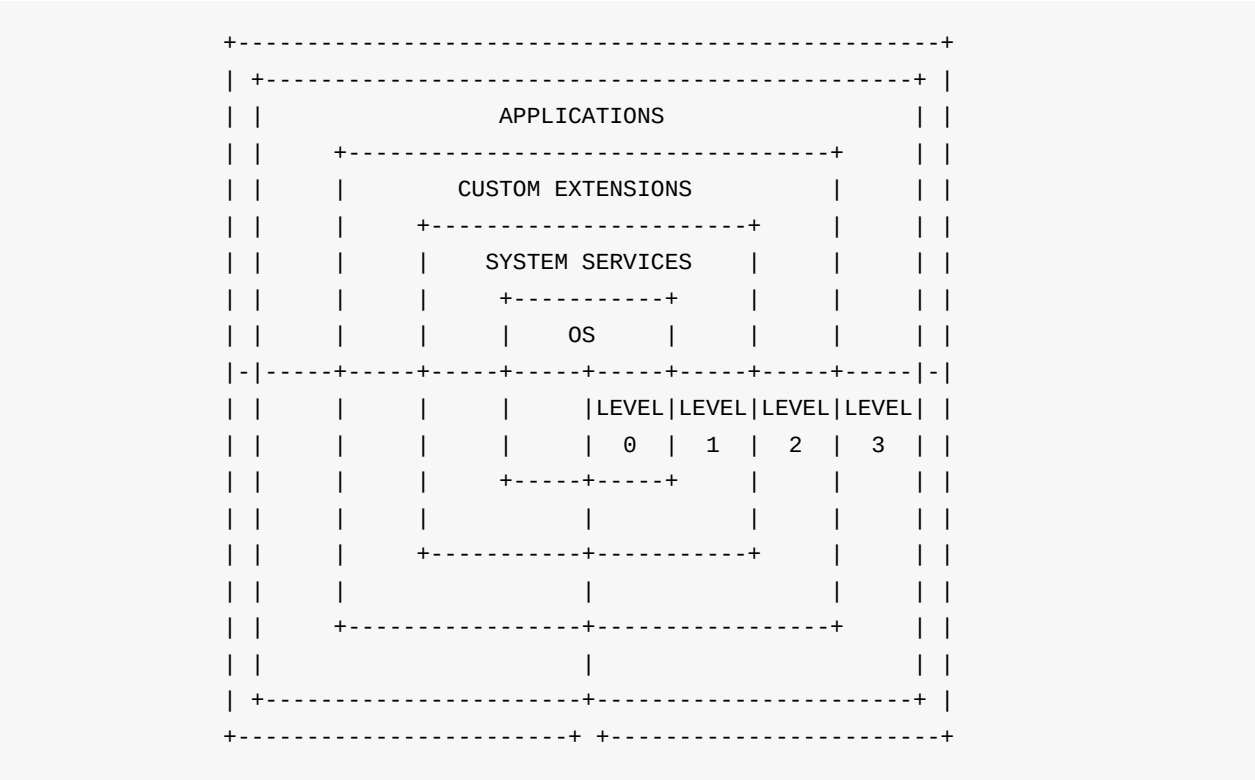 APPLICATIONS
CUSTOM EXTENSIONS
SYSTEM SERVICES
OS
LEVEL LEVEL LEVEL LEVEL
0 1 2 3